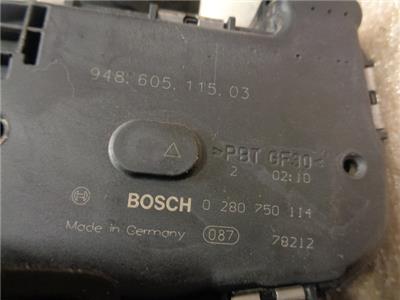 948. 605. 115. 03
>PBT GF30<
2 02:10
BOSCH 0 280 750 114
Made in Germany 087 78212